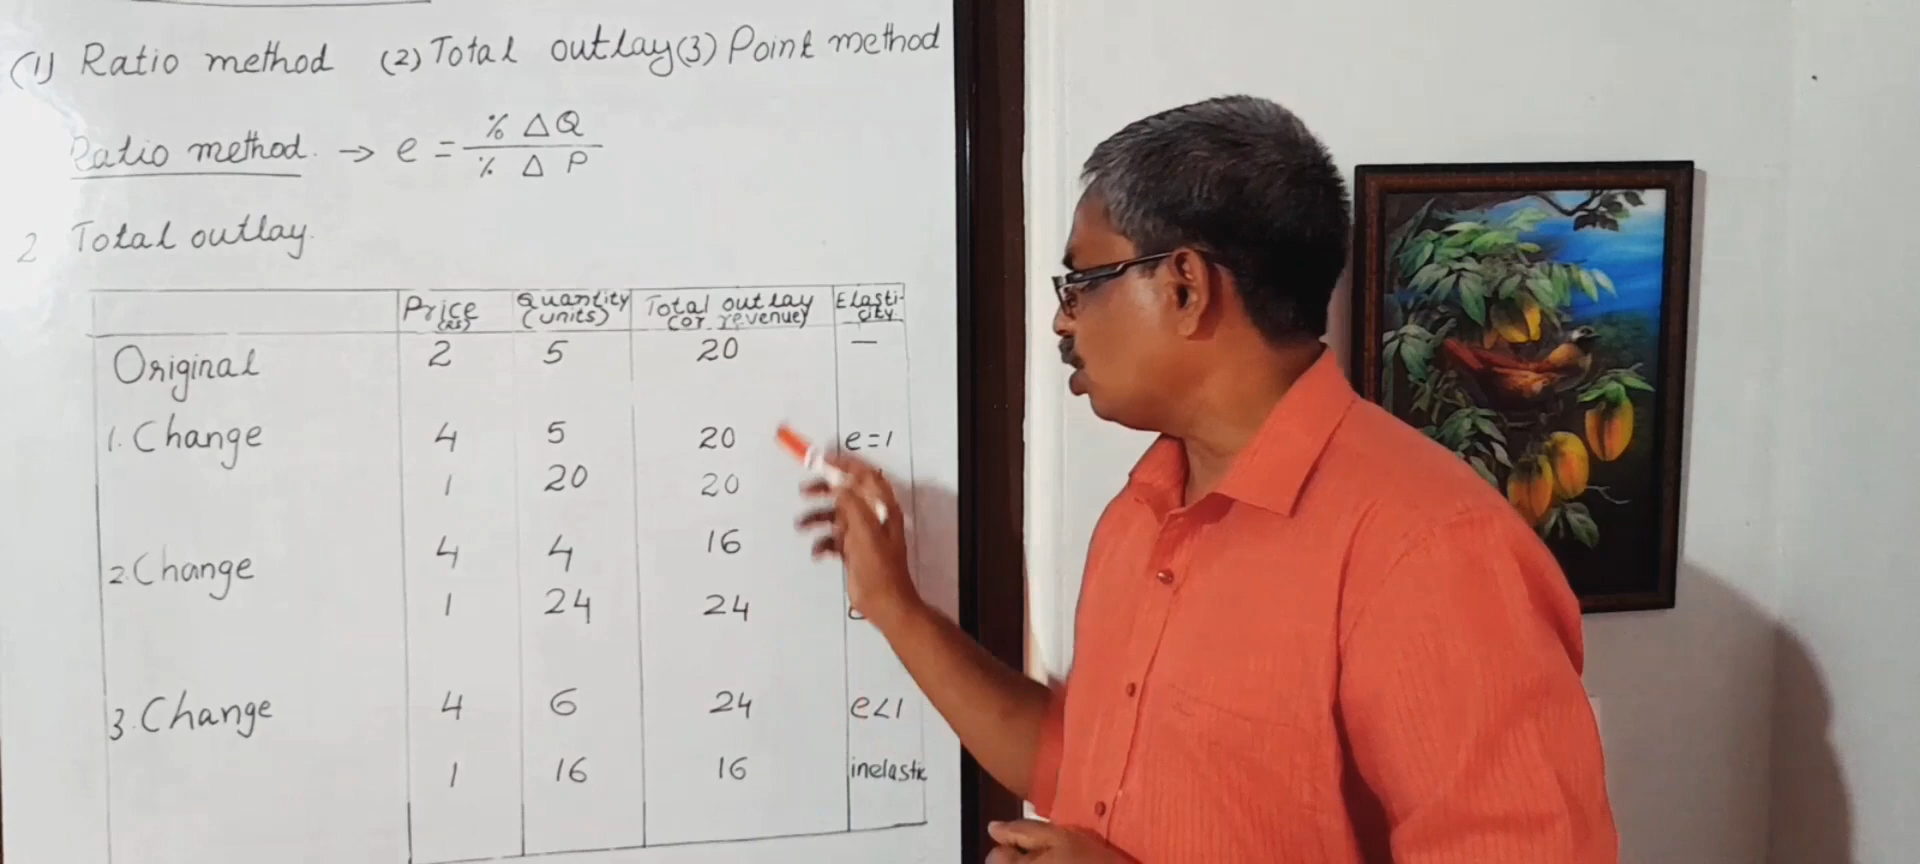 (1) Ratio method (2) Total outlay (3) Point method
Ratio method. → e = % ΔQ / % Δ P
2 Total outlay.
Price (RS) Quantity (units) Total outlay (or revenue) Elasticity
Original 2 5 20 —
1. Change 4 5 20 e=1
1 20 20
2. Change 4 4 16
1 24 24
3. Change 4 6 24 e<1
1 16 16 inelastic